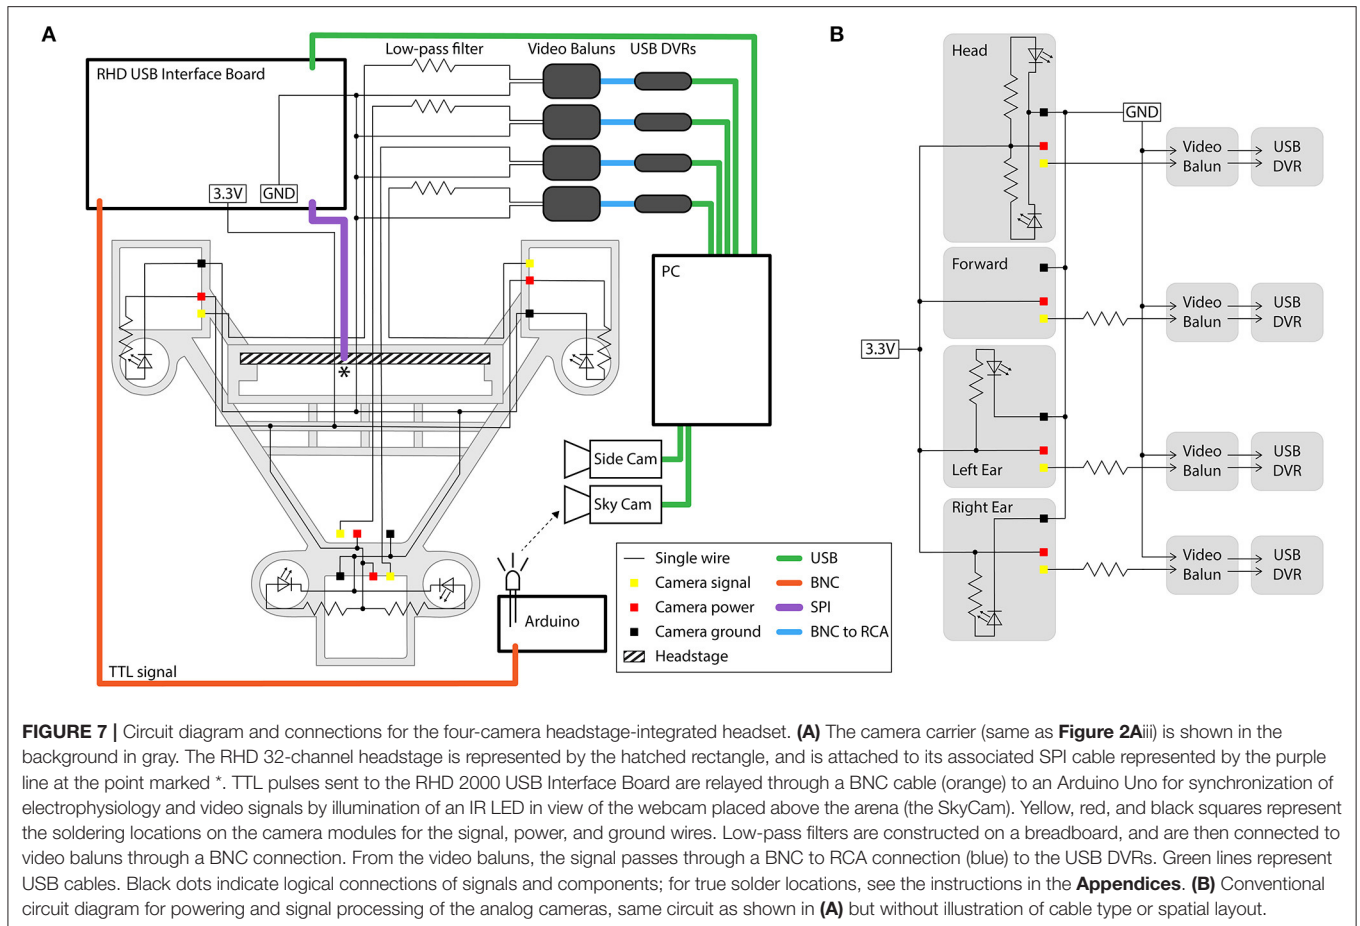 A
RHD USB Interface Board
Low-pass filter
Video Baluns
USB DVRs
3.3V
GND
*
PC
Side Cam
Sky Cam
Arduino
TTL signal
Single wire
Camera signal
Camera power
Camera ground
Headstage
USB
BNC
SPI
BNC to RCA
B
Head
GND
Video
Balun
USB
DVR
Forward
Video
Balun
USB
DVR
3.3V
Left Ear
Video
Balun
USB
DVR
Right Ear
Video
Balun
USB
DVR
FIGURE 7 | Circuit diagram and connections for the four-camera headstage-integrated headset. (A) The camera carrier (same as Figure 2Aiii) is shown in the
background in gray. The RHD 32-channel headstage is represented by the hatched rectangle, and is attached to its associated SPI cable represented by the purple
line at the point marked *. TTL pulses sent to the RHD 2000 USB Interface Board are relayed through a BNC cable (orange) to an Arduino Uno for synchronization of
electrophysiology and video signals by illumination of an IR LED in view of the webcam placed above the arena (the SkyCam). Yellow, red, and black squares represent
the soldering locations on the camera modules for the signal, power, and ground wires. Low-pass filters are constructed on a breadboard, and are then connected to
video baluns through a BNC connection. From the video baluns, the signal passes through a BNC to RCA connection (blue) to the USB DVRs. Green lines represent
USB cables. Black dots indicate logical connections of signals and components; for true solder locations, see the instructions in the Appendices. (B) Conventional
circuit diagram for powering and signal processing of the analog cameras, same circuit as shown in (A) but without illustration of cable type or spatial layout.